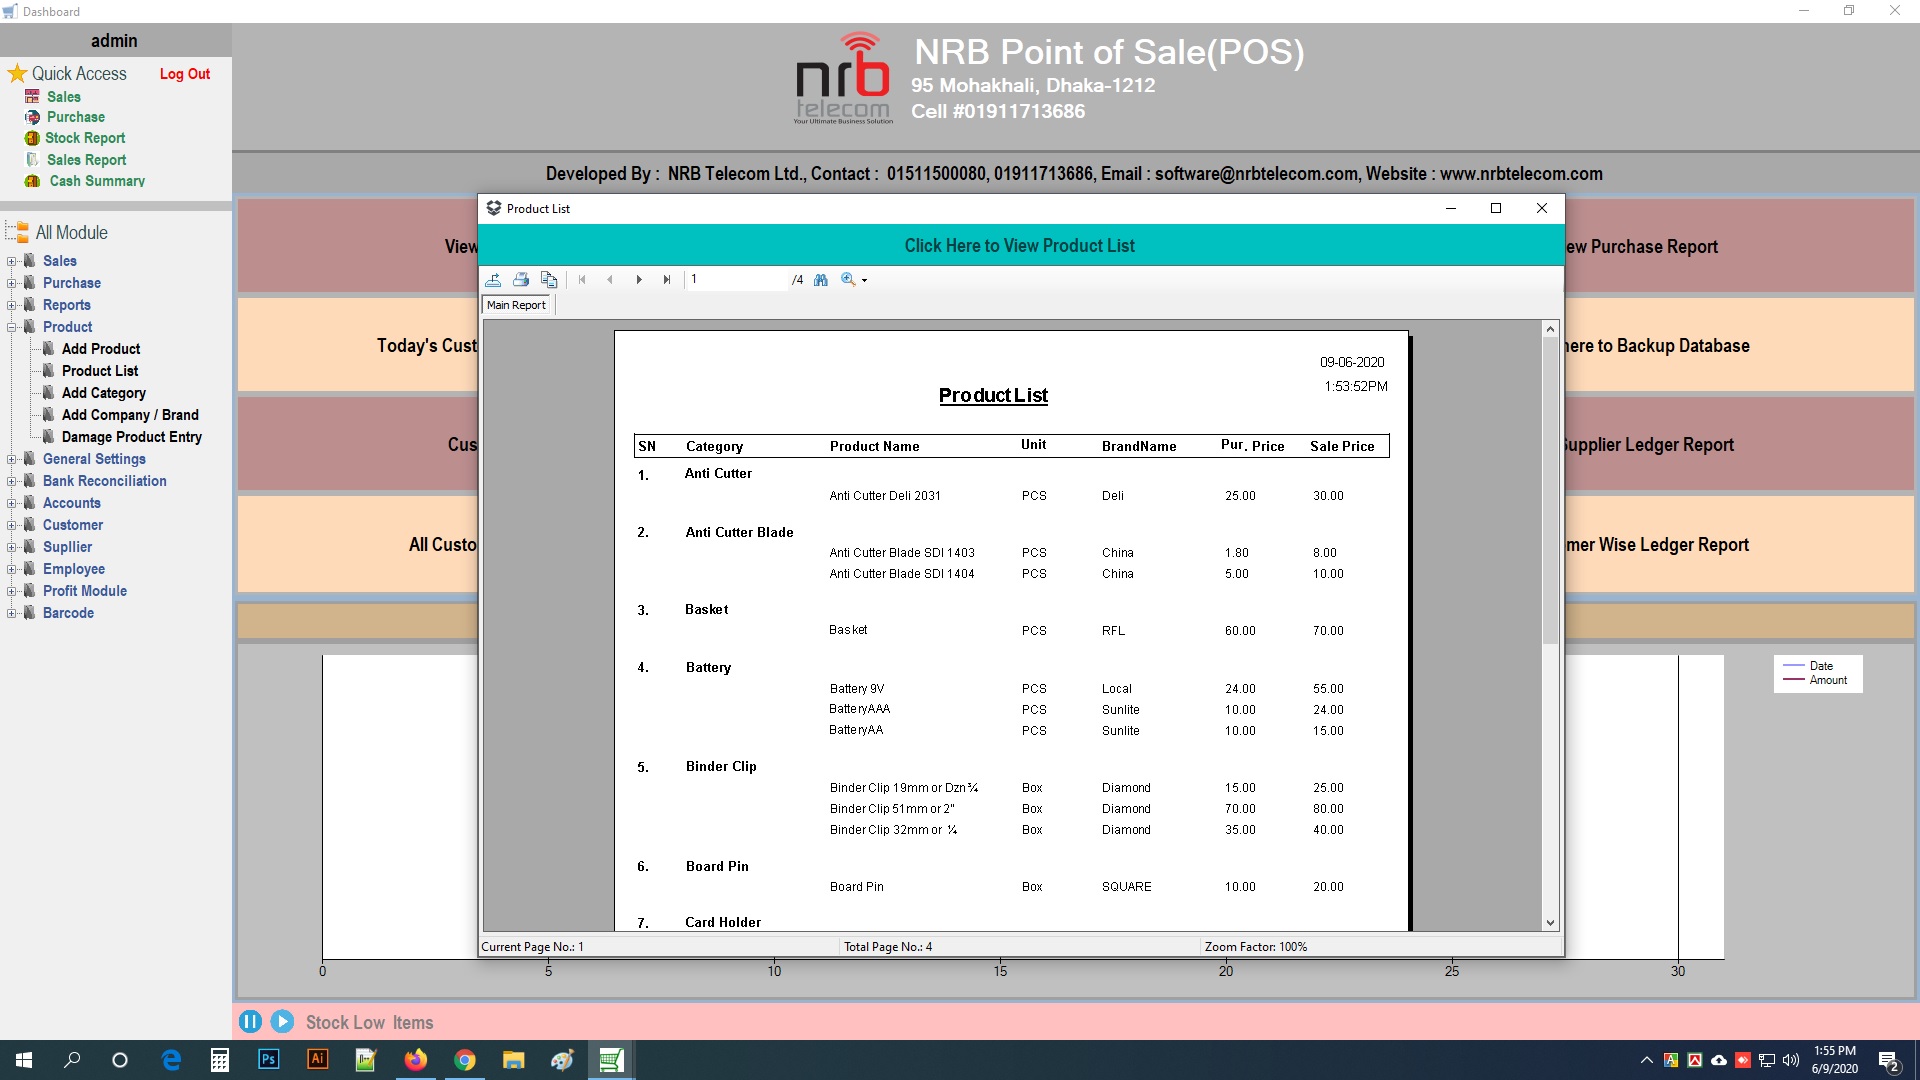 Dashboard
admin
Quick Access
Log Out
Sales
Purchase
Stock Report
Sales Report
Cash Summary
nrb telecom
Your Ultimate Business Solution
NRB Point of Sale(POS)
95 Mohakhali, Dhaka-1212
Cell #01911713686
Developed By : NRB Telecom Ltd., Contact : 01511500080, 01911713686, Email : software@nrbtelecom.com, Website : www.nrbtelecom.com
All Module
Sales
Purchase
Reports
Product
Add Product
Product List
Add Category
Add Company / Brand
Damage Product Entry
General Settings
Bank Reconciliation
Accounts
Customer
Supllier
Employee
Profit Module
Barcode
View
ew Purchase Report
Today's Cust
here to Backup Database
Cus
Supplier Ledger Report
All Custo
mer Wise Ledger Report
Product List
Click Here to View Product List
1 /4
Main Report
09-06-2020
1:53:52PM
Product List
SN Category Product Name Unit BrandName Pur. Price Sale Price
1. Anti Cutter
Anti Cutter Deli 2031 PCS Deli 25.00 30.00
2. Anti Cutter Blade
Anti Cutter Blade SDI 1403 PCS China 1.80 8.00
Anti Cutter Blade SDI 1404 PCS China 5.00 10.00
3. Basket
Basket PCS RFL 60.00 70.00
4. Battery
Battery 9V PCS Local 24.00 55.00
BatteryAAA PCS Sunlite 10.00 24.00
BatteryAA PCS Sunlite 10.00 15.00
5. Binder Clip
Binder Clip 19mm or Dzn¾ Box Diamond 15.00 25.00
Binder Clip 51mm or 2" Box Diamond 70.00 80.00
Binder Clip 32mm or ¼ Box Diamond 35.00 40.00
6. Board Pin
Board Pin Box SQUARE 10.00 20.00
7. Card Holder
Current Page No.: 1 Total Page No.: 4 Zoom Factor: 100%
Date
Amount
0 5 10 15 20 25 30
Stock Low Items
Ps
Ai
1:55 PM
6/9/2020
2